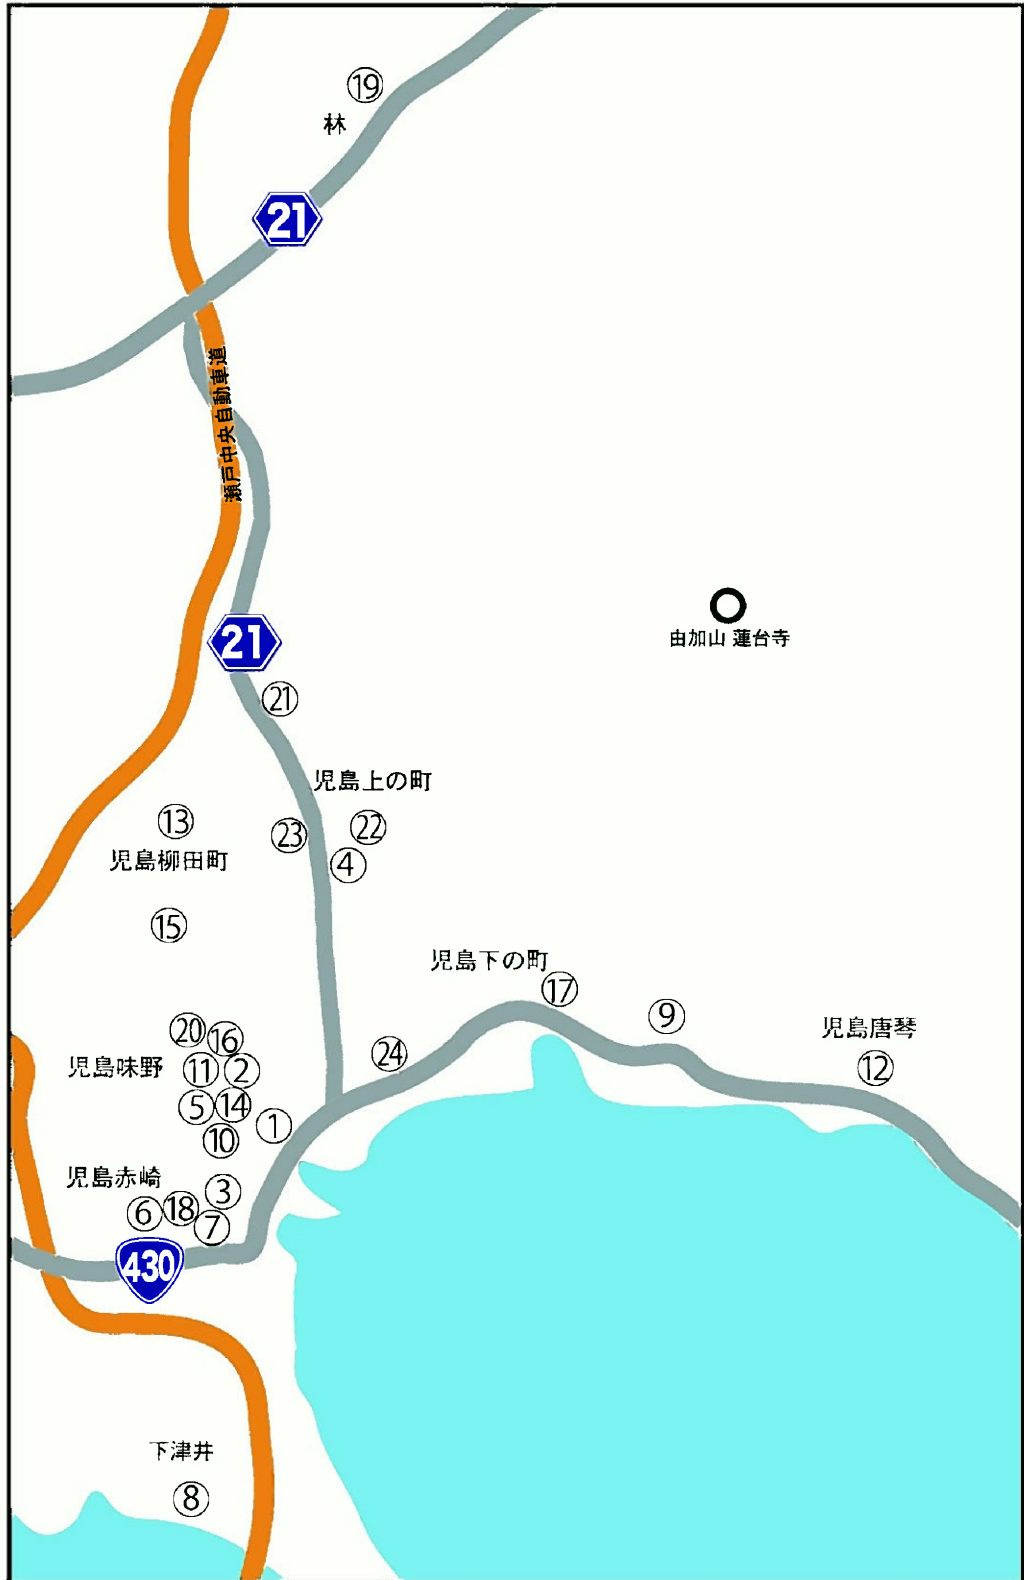 ⑲
林
21
瀬戸中央自動車道
由加山 蓮台寺
21
㉑
児島上の町
⑬
㉓
㉒
児島柳田町
④
⑮
児島下の町
⑰
⑨
児島唐琴
⑳
⑯
㉔
児島味野
⑪
②
⑫
⑤
⑭
①
⑩
児島赤崎
③
⑥
⑱
⑦
430
下津井
⑧